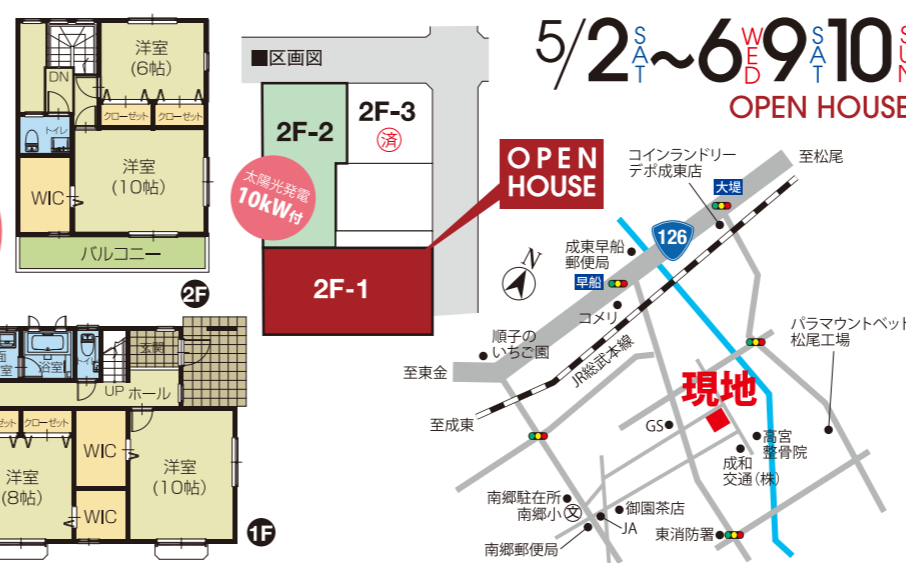 5/2 SAT ~ 6 WED 9 SAT 10 SUN
OPEN HOUSE
洋室
(6帖)
DN
クローゼット
クローゼット
トイレ
洋室
(10帖)
WIC
バルコニー
2F
浴室
玄関
UP ホール
クローゼット
WIC
洋室
(8帖)
WIC
洋室
(10帖)
1F
■区画図
2F-2
2F-3
済
太陽光発電
10kW付
2F-1
OPEN
HOUSE
コインランドリー
デポ成東店
至松尾
大堤
126
成東早船
郵便局
早船
コメリ
順子の
いちご園
JR総武本線
至東金
至成東
パラマウントベッド
松尾工場
現地
GS
高宮
整骨院
成和
交通(株)
南郷駐在所
南郷小 文
御園茶店
JA
南郷郵便局
東消防署
N